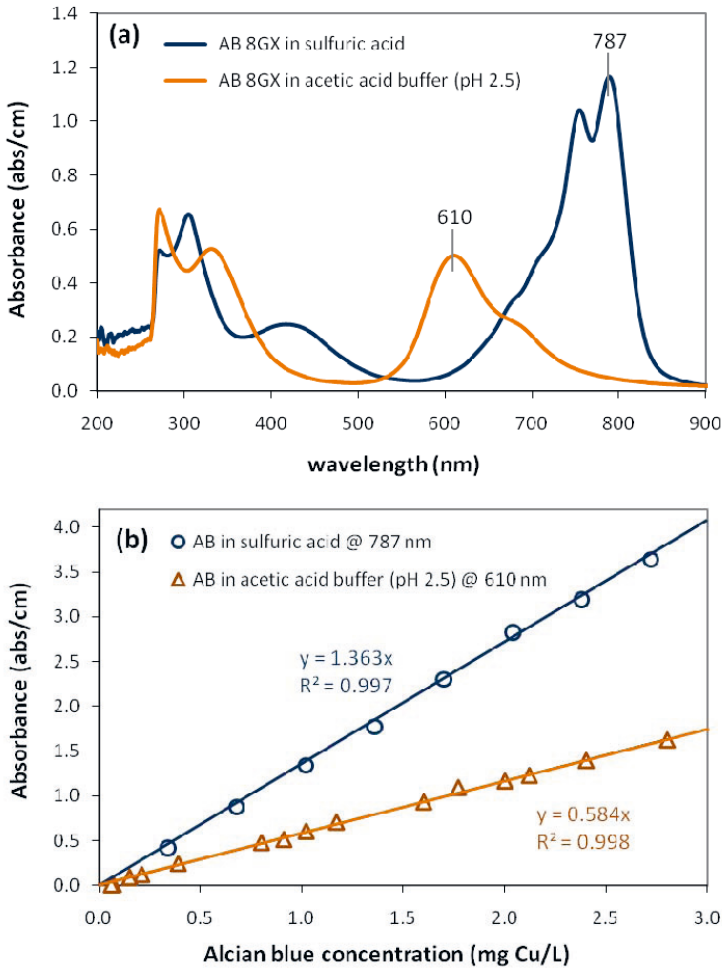 (a)
AB 8GX in sulfuric acid
AB 8GX in acetic acid buffer (pH 2.5)
787
610
Absorbance (abs/cm)
1.4
1.2
1.0
0.8
0.6
0.4
0.2
0.0
200 300 400 500 600 700 800 900
wavelength (nm)
(b)
AB in sulfuric acid @ 787 nm
AB in acetic acid buffer (pH 2.5) @ 610 nm
y = 1.363x
R² = 0.997
y = 0.584x
R² = 0.998
Absorbance (abs/cm)
4.0
3.5
3.0
2.5
2.0
1.5
1.0
0.5
0.0
0.0 0.5 1.0 1.5 2.0 2.5 3.0
Alcian blue concentration (mg Cu/L)